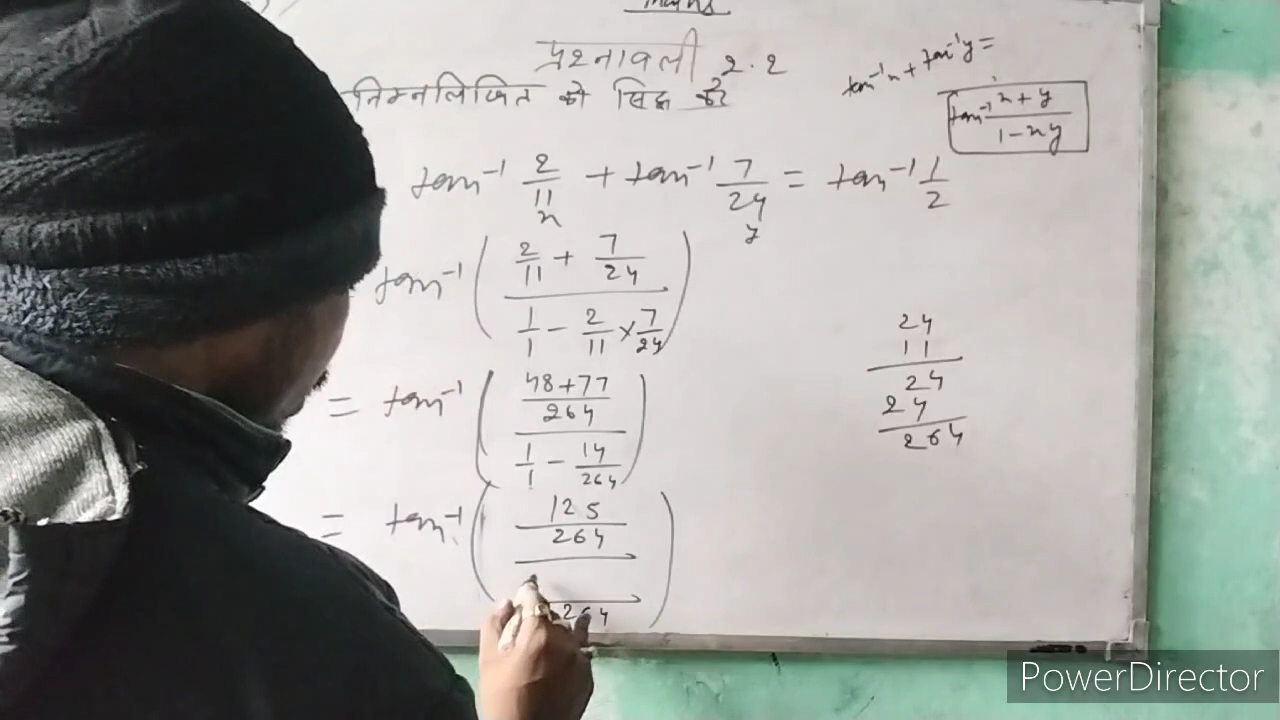 Maths
प्रश्नावली 2.2
निम्नलिखित को सिद्ध करें
tan⁻¹x + tan⁻¹y =
tan⁻¹ (x + y)/(1 - xy)
tan⁻¹ 2/11 + tan⁻¹ 7/24 = tan⁻¹ 1/2
x y
tan⁻¹ ( (2/11 + 7/24) / (1/1 - 2/11 × 7/24) )
= tan⁻¹ ( ((48+77)/264) / (1/1 - 14/264) )
= tan⁻¹ ( (125/264) / ( /264) )
24
11
24
24
264
PowerDirector